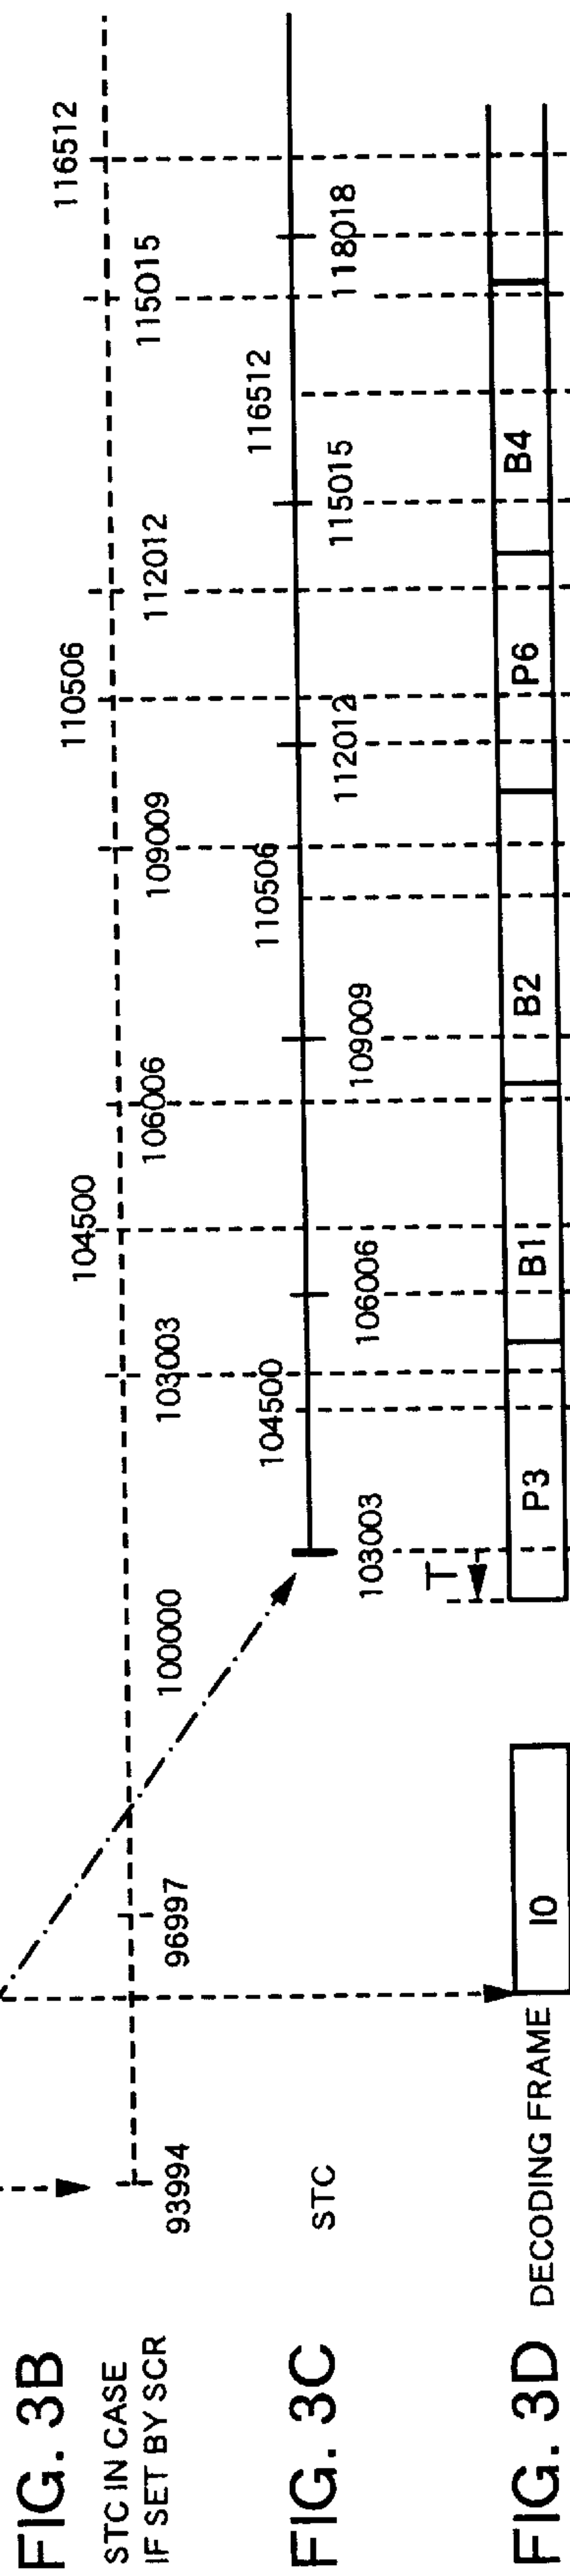 FIG. 3B
STC IN CASE
IF SET BY SCR
93994
96997
100000
103003
104500
106006
109009
110506
112012
115015
116512
FIG. 3C
STC
103003
104500
106006
109009
110506
112012
115015
116512
118018
FIG. 3D
DECODING FRAME
I0
T
P3
B1
B2
P6
B4